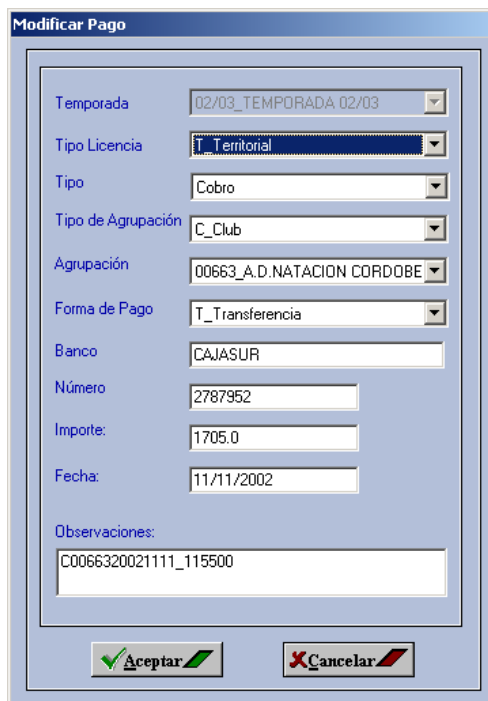 Modificar Pago
Temporada 02/03_TEMPORADA 02/03
Tipo Licencia T_Territorial
Tipo Cobro
Tipo de Agrupación C_Club
Agrupación 00663_A.D.NATACION CORDOBE
Forma de Pago T_Transferencia
Banco CAJASUR
Número 2787952
Importe: 1705.0
Fecha: 11/11/2002
Observaciones:
C0066320021111_115500
Aceptar Cancelar